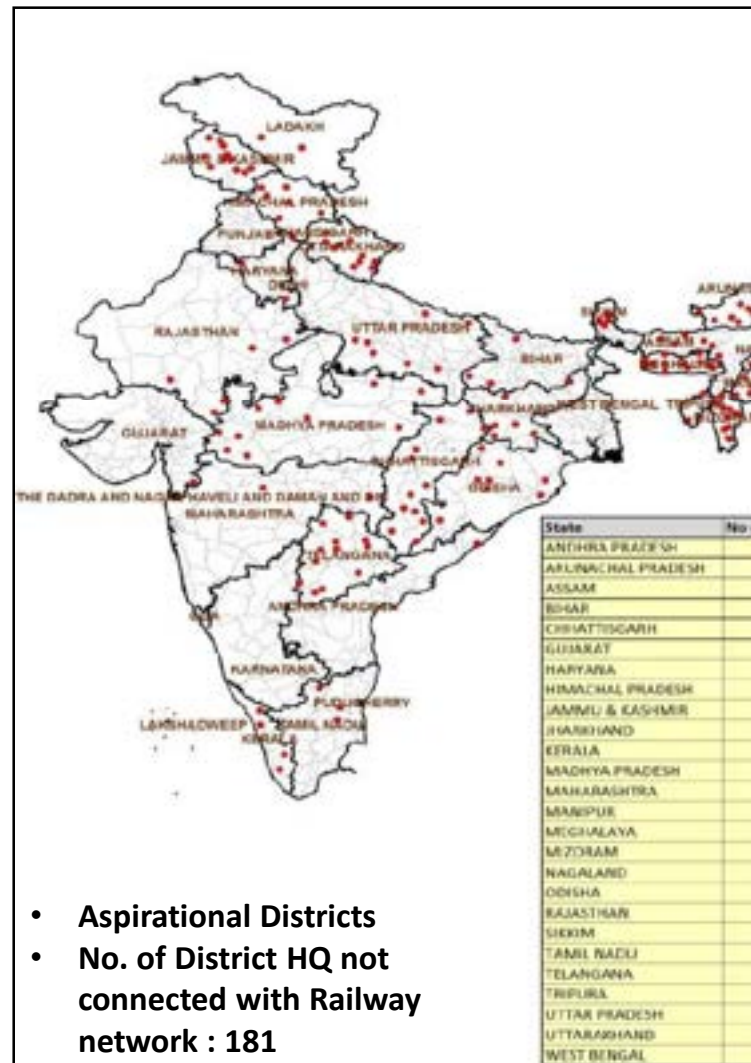 LADAKH
JAMMU & KASHMIR
HIMACHAL PRADESH
PUNJAB
UTTARAKHAND
HARYANA
DELHI
RAJASTHAN
UTTAR PRADESH
SIKKIM
ASSAM
BIHAR
JHARKHAND
WEST BENGAL
GUJARAT
MADHYA PRADESH
CHHATTISGARH
ODISHA
THE DADRA AND NAGAR HAVELI AND DAMAN AND
MAHARASHTRA
TELANGANA
GOA
ANDHRA PRADESH
KARNATAKA
PUDUCHERRY
LAKSHADWEEP
TAMIL NADU
KERALA
State No
ANDHRA PRADESH
ARUNACHAL PRADESH
ASSAM
BIHAR
CHHATTISGARH
GUJARAT
HARYANA
HIMACHAL PRADESH
JAMMU & KASHMIR
JHARKHAND
KERALA
MADHYA PRADESH
MAHARASHTRA
MANIPUR
MEGHALAYA
MIZORAM
NAGALAND
ODISHA
RAJASTHAN
SIKKIM
TAMIL NADU
TELANGANA
TRIPURA
UTTAR PRADESH
UTTARAKHAND
WEST BENGAL
• Aspirational Districts
• No. of District HQ not
connected with Railway
network : 181